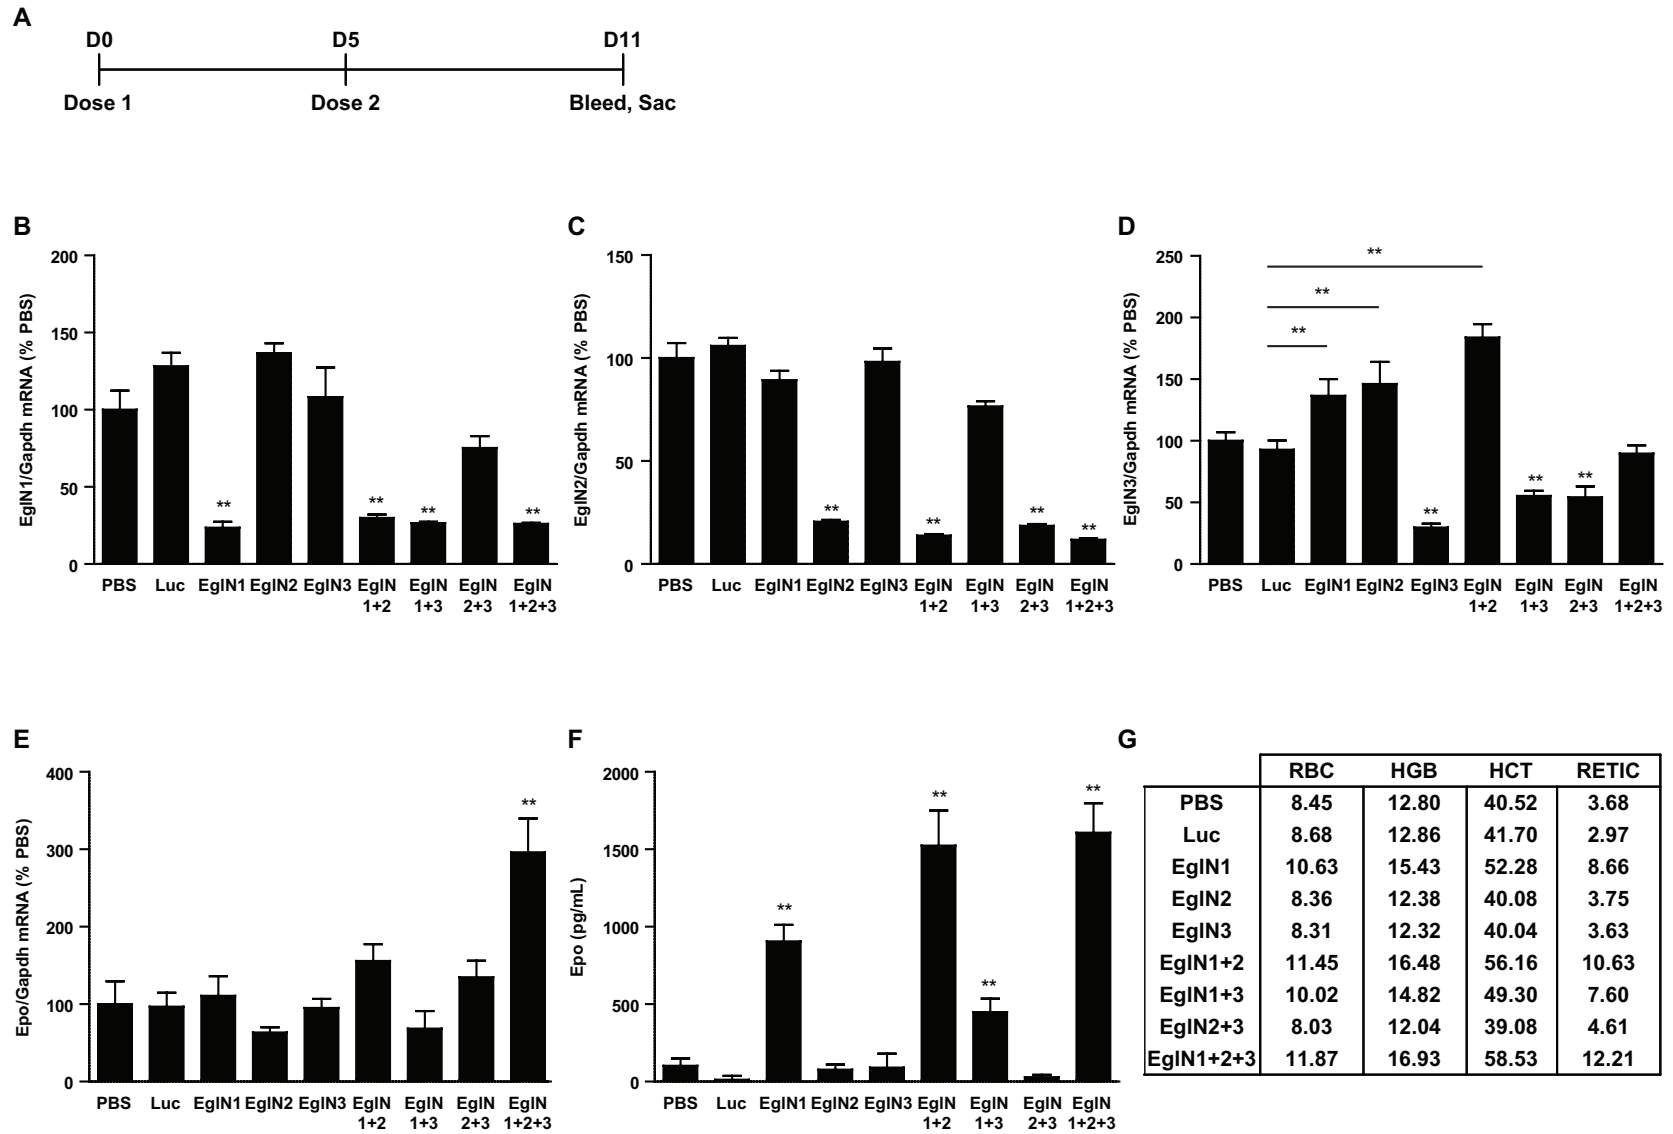 A
D0 D5 D11
Dose 1 Dose 2 Bleed, Sac
B
EglN1/Gapdh mRNA (% PBS)
200
150
100
50
0
** ** ** **
PBS Luc EglN1 EglN2 EglN3 EglN EglN EglN EglN
1+2 1+3 2+3 1+2+3
C
EglN2/Gapdh mRNA (% PBS)
150
100
50
0
** ** ** **
PBS Luc EglN1 EglN2 EglN3 EglN EglN EglN EglN
1+2 1+3 2+3 1+2+3
D
EglN3/Gapdh mRNA (% PBS)
250
200
150
100
50
0
**
**
**
** ** **
PBS Luc EglN1 EglN2 EglN3 EglN EglN EglN EglN
1+2 1+3 2+3 1+2+3
E
Epo/Gapdh mRNA (% PBS)
400
300
200
100
0
**
PBS Luc EglN1 EglN2 EglN3 EglN EglN EglN EglN
1+2 1+3 2+3 1+2+3
F
Epo (pg/mL)
2000
1500
1000
500
0
** ** ** **
PBS Luc EglN1 EglN2 EglN3 EglN EglN EglN EglN
1+2 1+3 2+3 1+2+3
G
RBC HGB HCT RETIC
PBS 8.45 12.80 40.52 3.68
Luc 8.68 12.86 41.70 2.97
EglN1 10.63 15.43 52.28 8.66
EglN2 8.36 12.38 40.08 3.75
EglN3 8.31 12.32 40.04 3.63
EglN1+2 11.45 16.48 56.16 10.63
EglN1+3 10.02 14.82 49.30 7.60
EglN2+3 8.03 12.04 39.08 4.61
EglN1+2+3 11.87 16.93 58.53 12.21